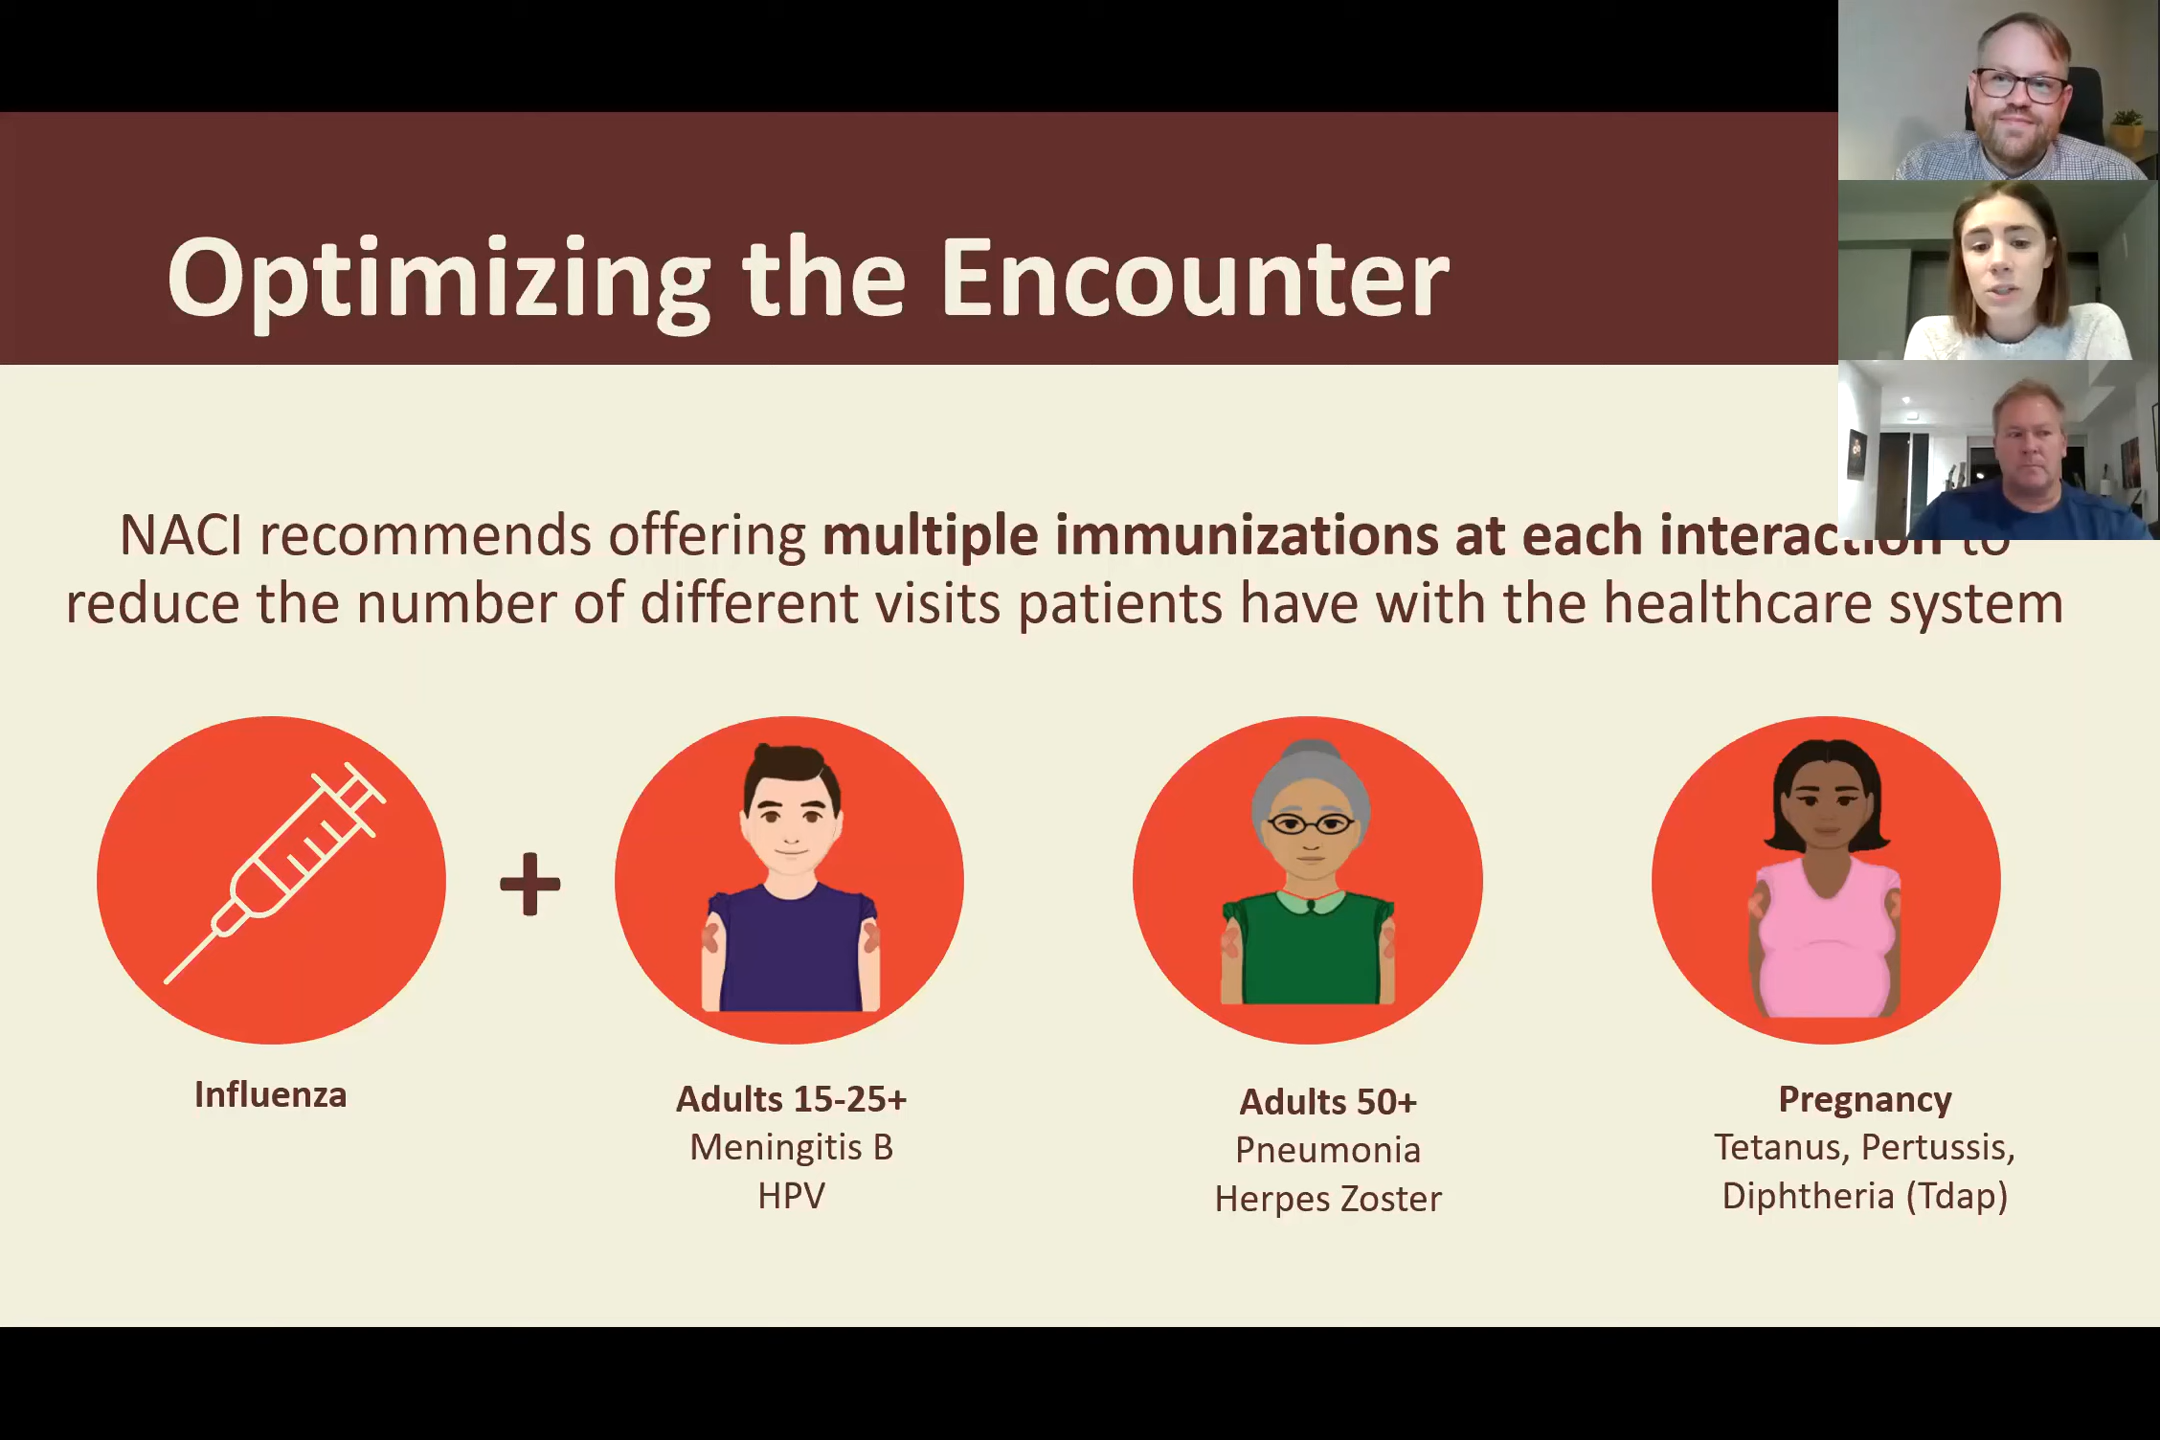 Optimizing the Encounter
NACI recommends offering multiple immunizations at each interaction to
reduce the number of different visits patients have with the healthcare system
Influenza
Adults 15-25+
Meningitis B
HPV
Adults 50+
Pneumonia
Herpes Zoster
Pregnancy
Tetanus, Pertussis,
Diphtheria (Tdap)